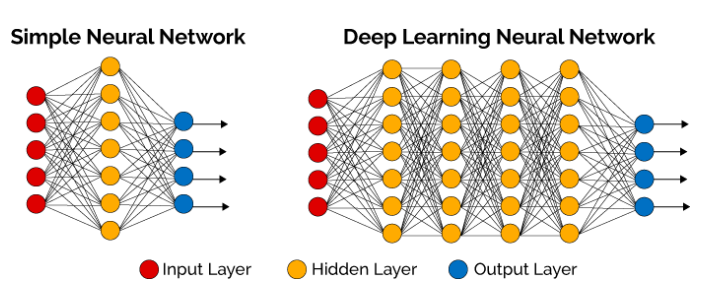 Simple Neural Network
Deep Learning Neural Network
Input Layer
Hidden Layer
Output Layer